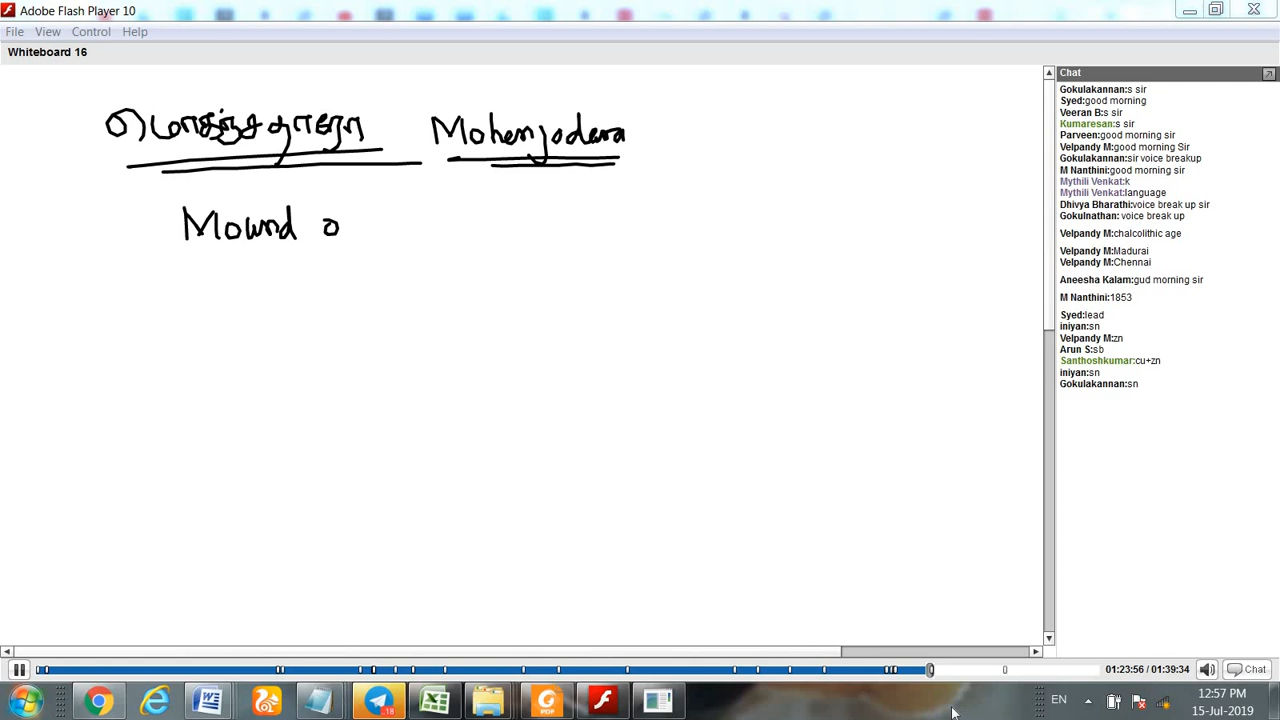 Adobe Flash Player 10
File View Control Help
Whiteboard 16
Mohenjodara
Mound o
Chat
Gokulakannan:s sir
Syed:good morning
Veeran B:s sir
Kumaresan:s sir
Parveen:good morning sir
Velpandy M:good morning Sir
Gokulakannan:sir voice breakup
M Nanthini:good morning sir
Mythili Venkat:k
Mythili Venkat:language
Dhivya Bharathi:voice break up sir
Gokulnathan: voice break up
Velpandy M:chalcolithic age
Velpandy M:Madurai
Velpandy M:Chennai
Aneesha Kalam:gud morning sir
M Nanthini:1853
Syed:lead
iniyan:sn
Velpandy M:zn
Arun S:sb
Santhoshkumar:cu+zn
iniyan:sn
Gokulakannan:sn
01:23:56 / 01:39:34 Chat
18 PDF EN 12:57 PM
15-Jul-2019